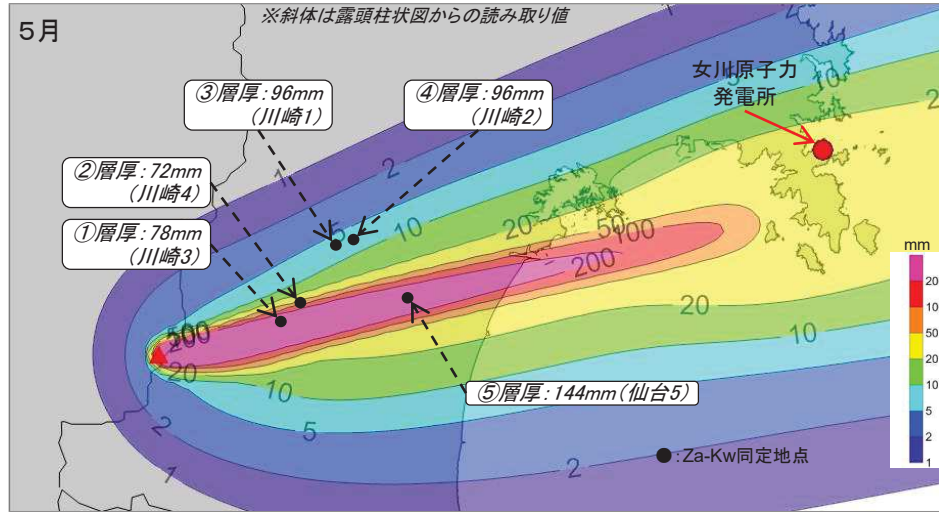 5月
※斜体は露頭柱状図からの読み取り値
③層厚:96mm
(川崎1)
④層厚:96mm
(川崎2)
②層厚:72mm
(川崎4)
①層厚:78mm
(川崎3)
女川原子力
発電所
⑤層厚:144mm(仙台5)
●:Za-Kw同定地点
1
2
5
10
20
50
100
200
5
10
2
200
20
20
10
10
5
2
2
1
mm
20
10
50
20
10
5
2
1